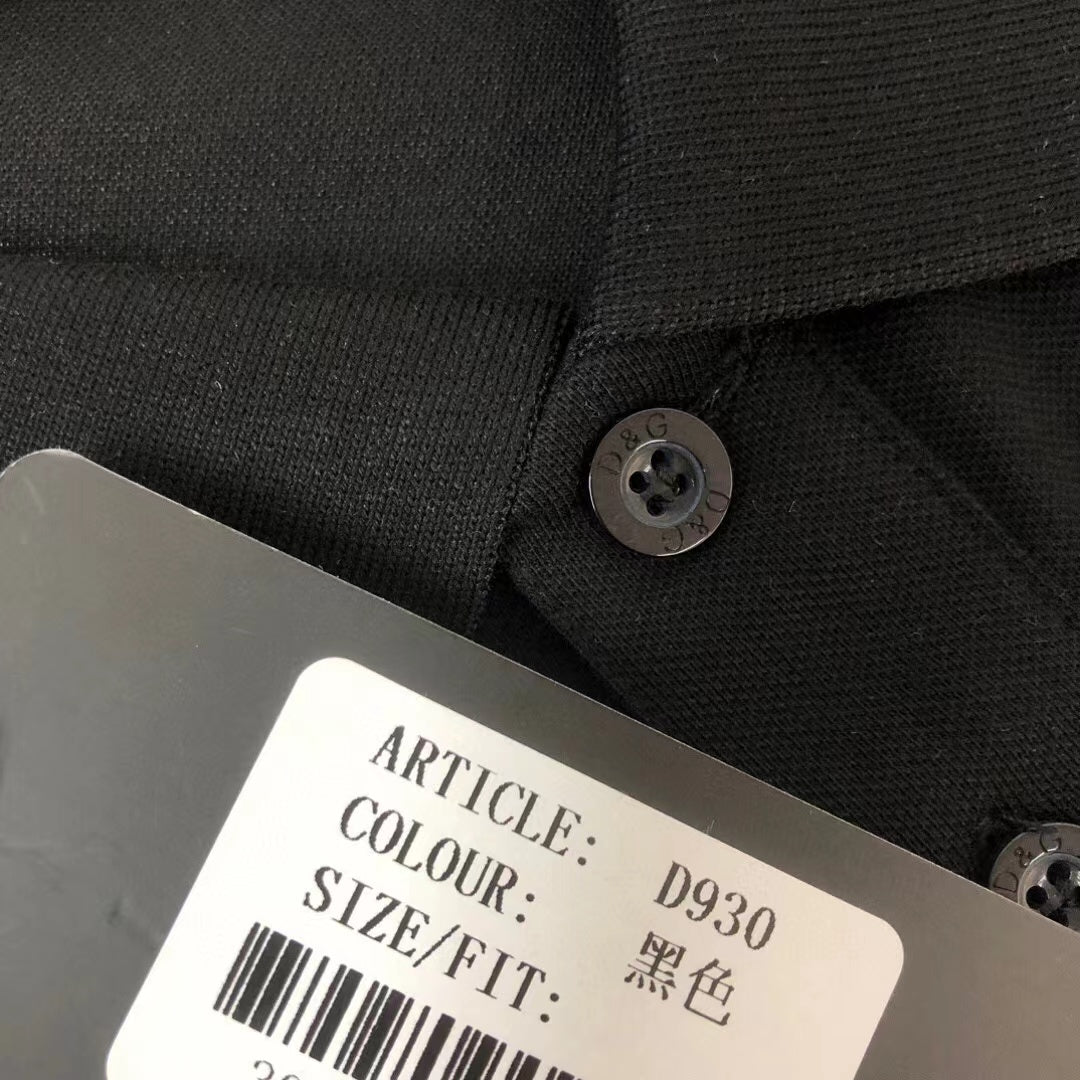 D&G
D&G
D&G
ARTICLE: D930
COLOUR: 黑色
SIZE/FIT: